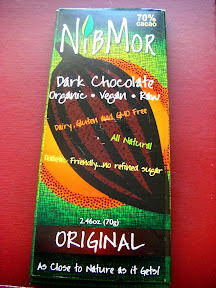 70%
cacao
NibMor
Dark Chocolate
Organic • Vegan • Raw
Dairy, Gluten and GMO Free
All Natural
Diabetic Friendly...no refined sugar
2.46oz (70g)
ORIGINAL
As Close to Nature as it Gets!